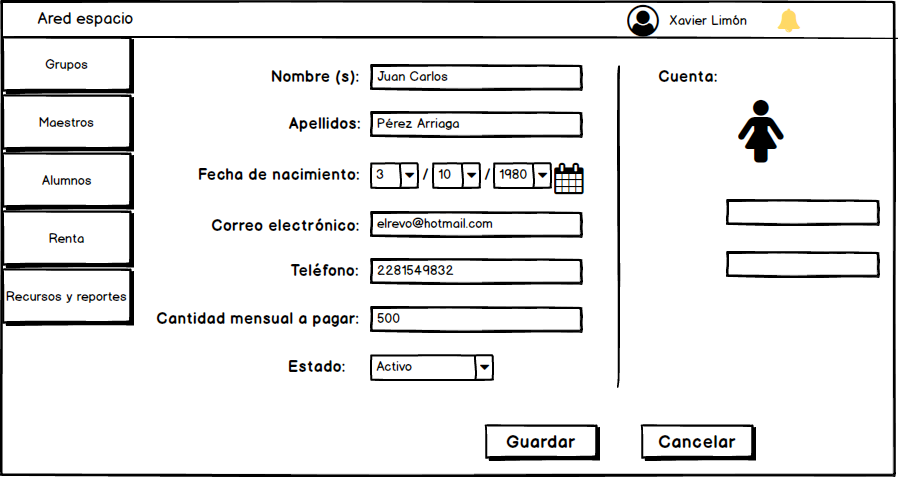 Ared espacio
Xavier Limón
Grupos
Maestros
Alumnos
Renta
Recursos y reportes
Nombre (s): Juan Carlos
Apellidos: Pérez Arriaga
Fecha de nacimiento: 3 / 10 / 1980
Correo electrónico: elrevo@hotmail.com
Teléfono: 2281549832
Cantidad mensual a pagar: 500
Estado: Activo
Cuenta:
Guardar
Cancelar